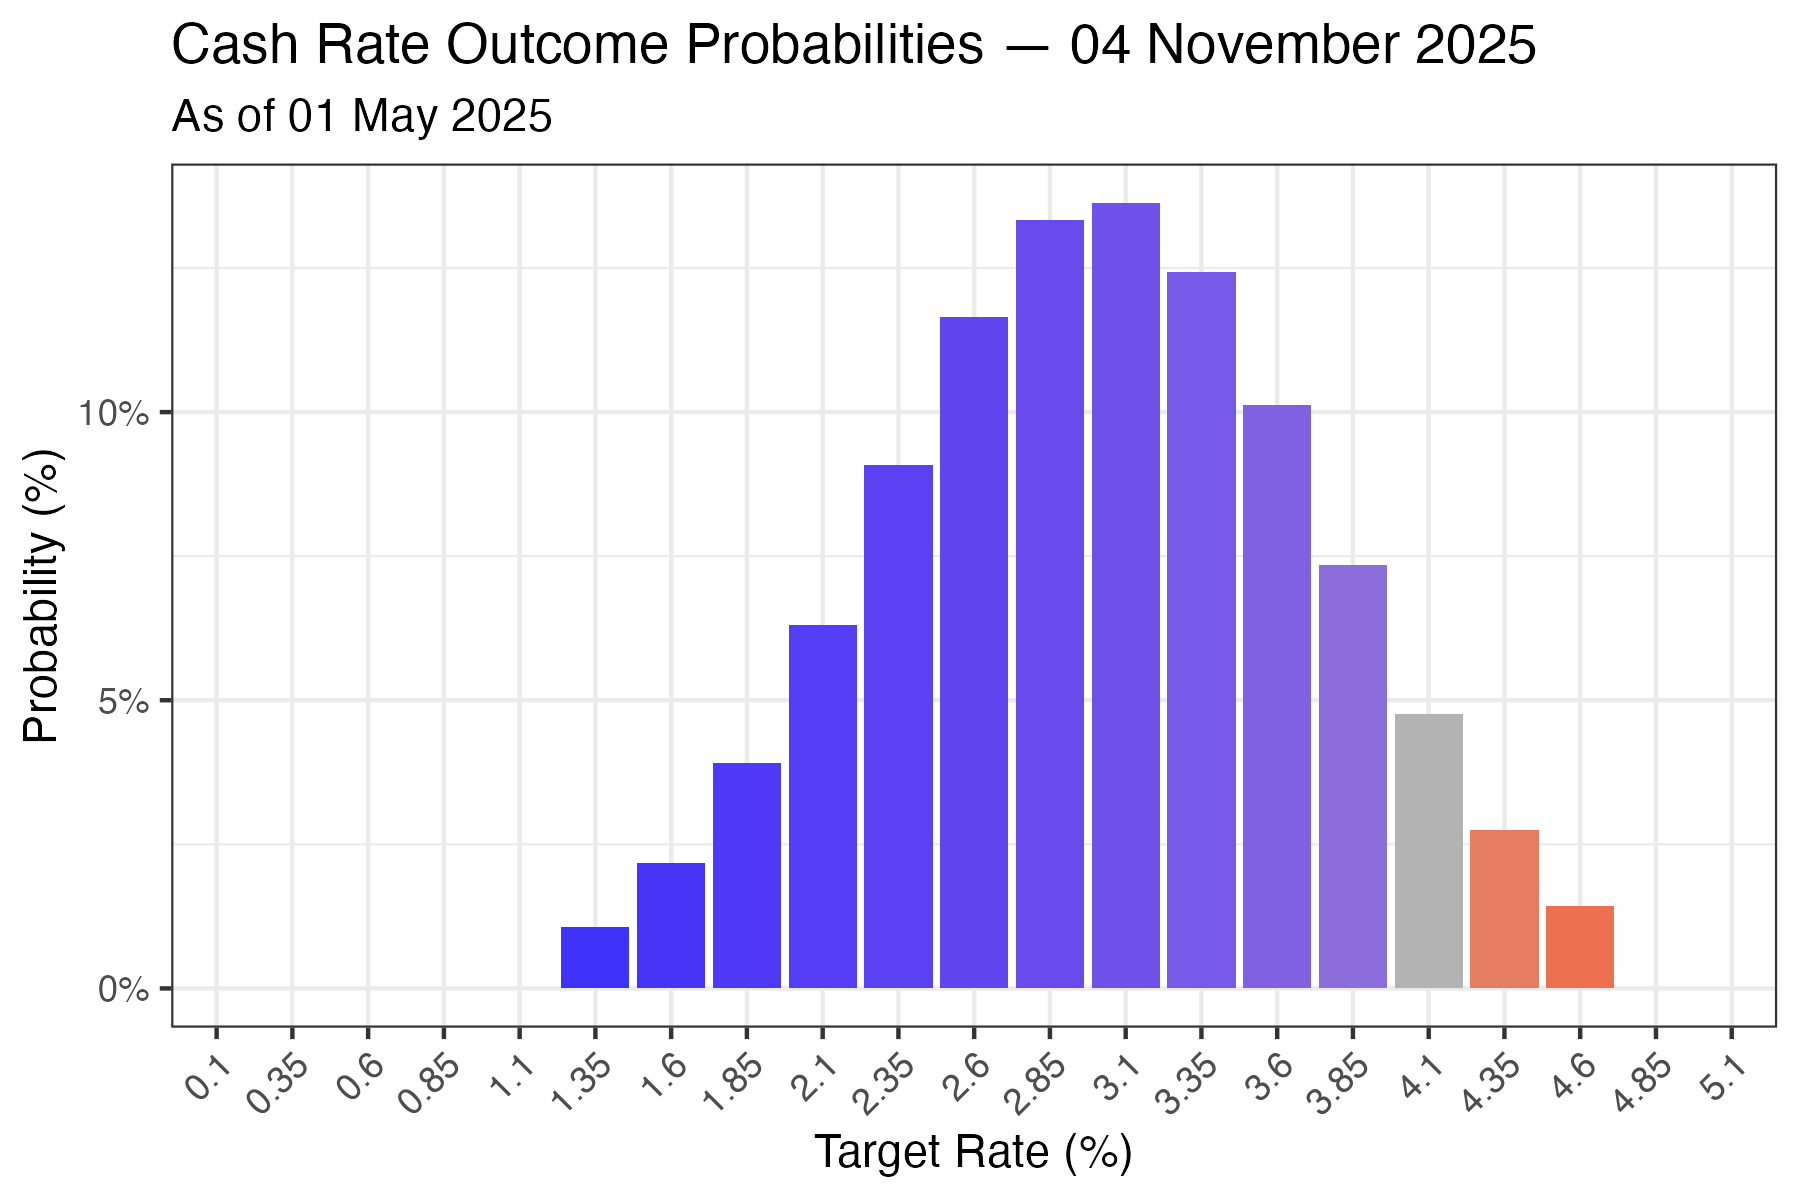 Cash Rate Outcome Probabilities — 04 November 2025
As of 01 May 2025
Probability (%)
10%
5%
0%
0.1 0.35 0.6 0.85 1.1 1.35 1.6 1.85 2.1 2.35 2.6 2.85 3.1 3.35 3.6 3.85 4.1 4.35 4.6 4.85 5.1
Target Rate (%)